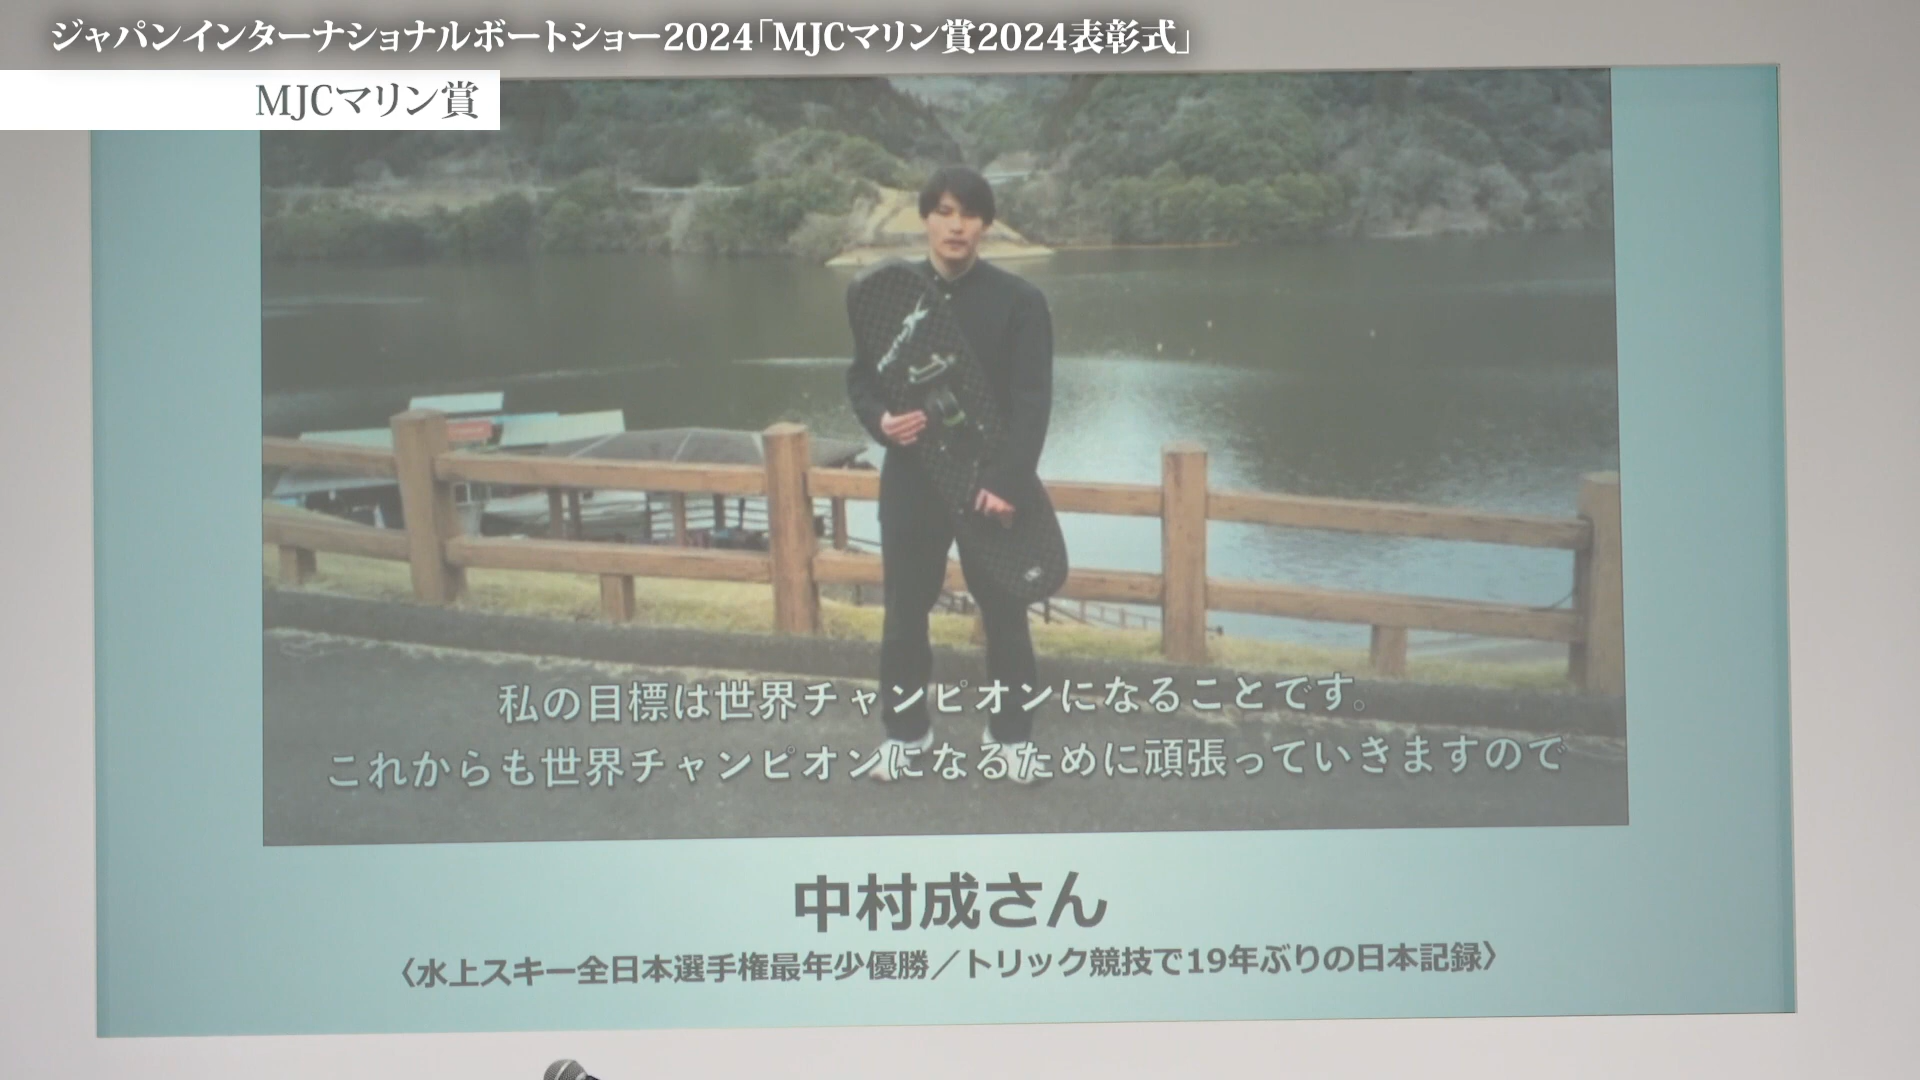 ジャパンインターナショナルボートショー2024「MJCマリン賞2024表彰式」
MJCマリン賞
私の目標は世界チャンピオンになることです。
これからも世界チャンピオンになるために頑張っていきますので
中村成さん
〈水上スキー全日本選手権最年少優勝／トリック競技で19年ぶりの日本記録〉